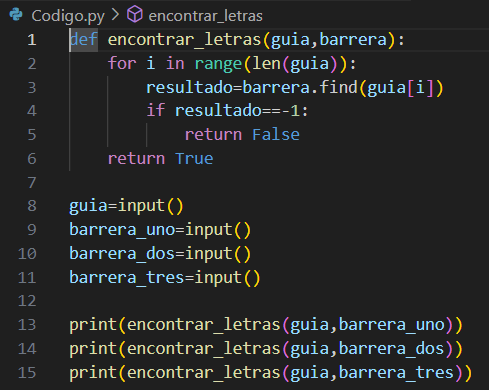 Codigo.py > encontrar_letras
1 def encontrar_letras(guia,barrera):
2     for i in range(len(guia)):
3         resultado=barrera.find(guia[i])
4         if resultado==-1:
5             return False
6     return True
7
8 guia=input()
9 barrera_uno=input()
10 barrera_dos=input()
11 barrera_tres=input()
12
13 print(encontrar_letras(guia,barrera_uno))
14 print(encontrar_letras(guia,barrera_dos))
15 print(encontrar_letras(guia,barrera_tres))